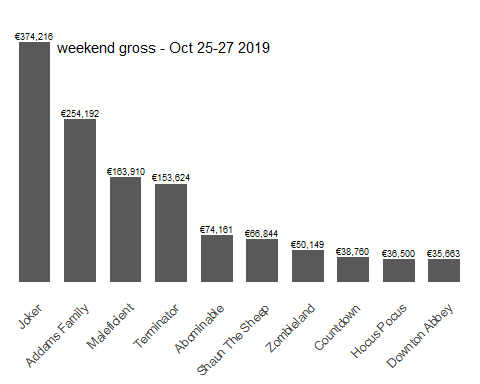 €374,216
weekend gross - Oct 25-27 2019
€254,192
€163,910
€153,624
€74,161
€66,844
€50,149
€38,760
€36,500
€35,663
Joker
Addams Familly
Maleficient
Terminator
Abominable
Shaun The Sheep
Zombieland
Countdown
Hocus Pocus
Downton Abbey